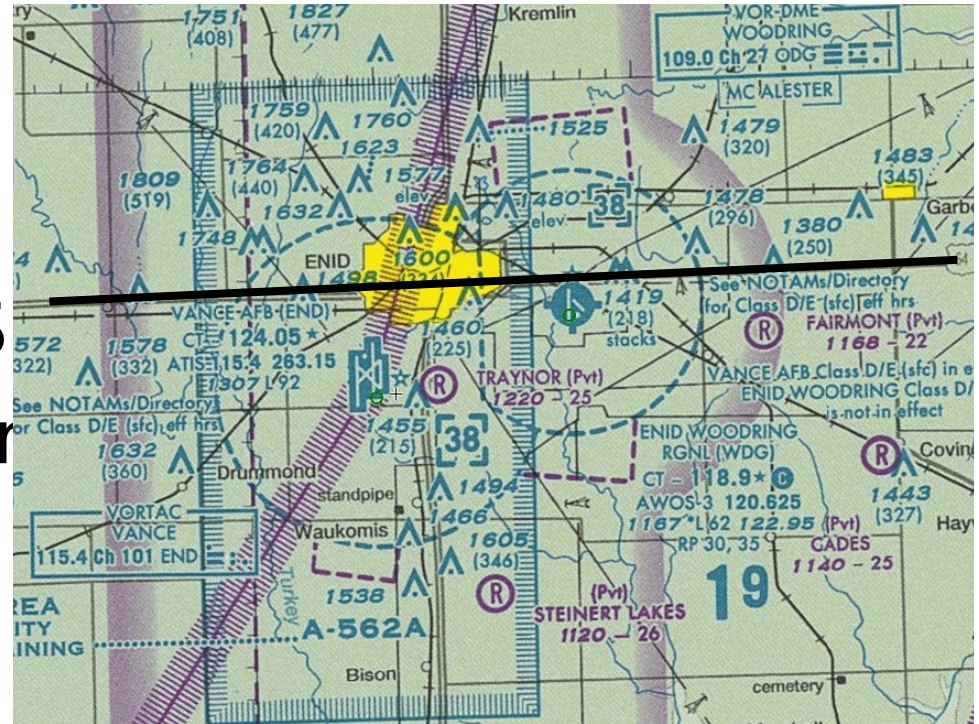 1751
(408)
1827
(477)
Kremlin
VOR-DME
WOODRING
109.0 Ch 27 ODG
MC ALESTER
1759
(420)
1760
1525
1479
(320)
1623
1764
(440)
1577
elev
1483
(345)
1809
(519)
1632
1480
elev
38
1478
(296)
1380
(250)
1748
ENID
1600
1498
VANCE AFB (END)
CT - 124.05 ★
ATIS 115.4 263.15
1307 L 92
1419
(218)
stacks
See NOTAMs/Directory
for Class D/E (sfc) eff hrs
R
FAIRMONT (Pvt)
1168 - 22
1578
(332)
1460
(225)
R
TRAYNOR (Pvt)
1220 - 25
VANCE AFB Class D/E (sfc) in e
ENID WOODRING Class D/
is not in effect
See NOTAMs/Directory
or Class D/E (sfc) eff hrs
1455
(215)
38
ENID WOODRING
RGNL (WDG)
CT - 118.9★ C
AWOS-3 120.625
1167 *L 62 122.95
RP 30, 35
R
1443
(327)
1632
(360)
Drummond
standpipe
1494
1466
Waukomis
VORTAC
VANCE
115.4 Ch 101 END
1605
(346)
(Pvt)
GADES
1140 - 25
19
R
(Pvt)
STEINERT LAKES
1120 - 26
1538
Turkey
A-562A
Bison
cemetery